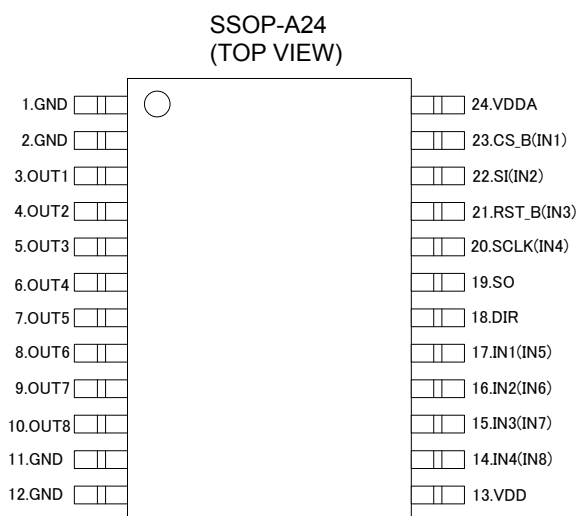 SSOP-A24
(TOP VIEW)
1.GND
2.GND
3.OUT1
4.OUT2
5.OUT3
6.OUT4
7.OUT5
8.OUT6
9.OUT7
10.OUT8
11.GND
12.GND
24.VDDA
23.CS_B(IN1)
22.SI(IN2)
21.RST_B(IN3)
20.SCLK(IN4)
19.SO
18.DIR
17.IN1(IN5)
16.IN2(IN6)
15.IN3(IN7)
14.IN4(IN8)
13.VDD